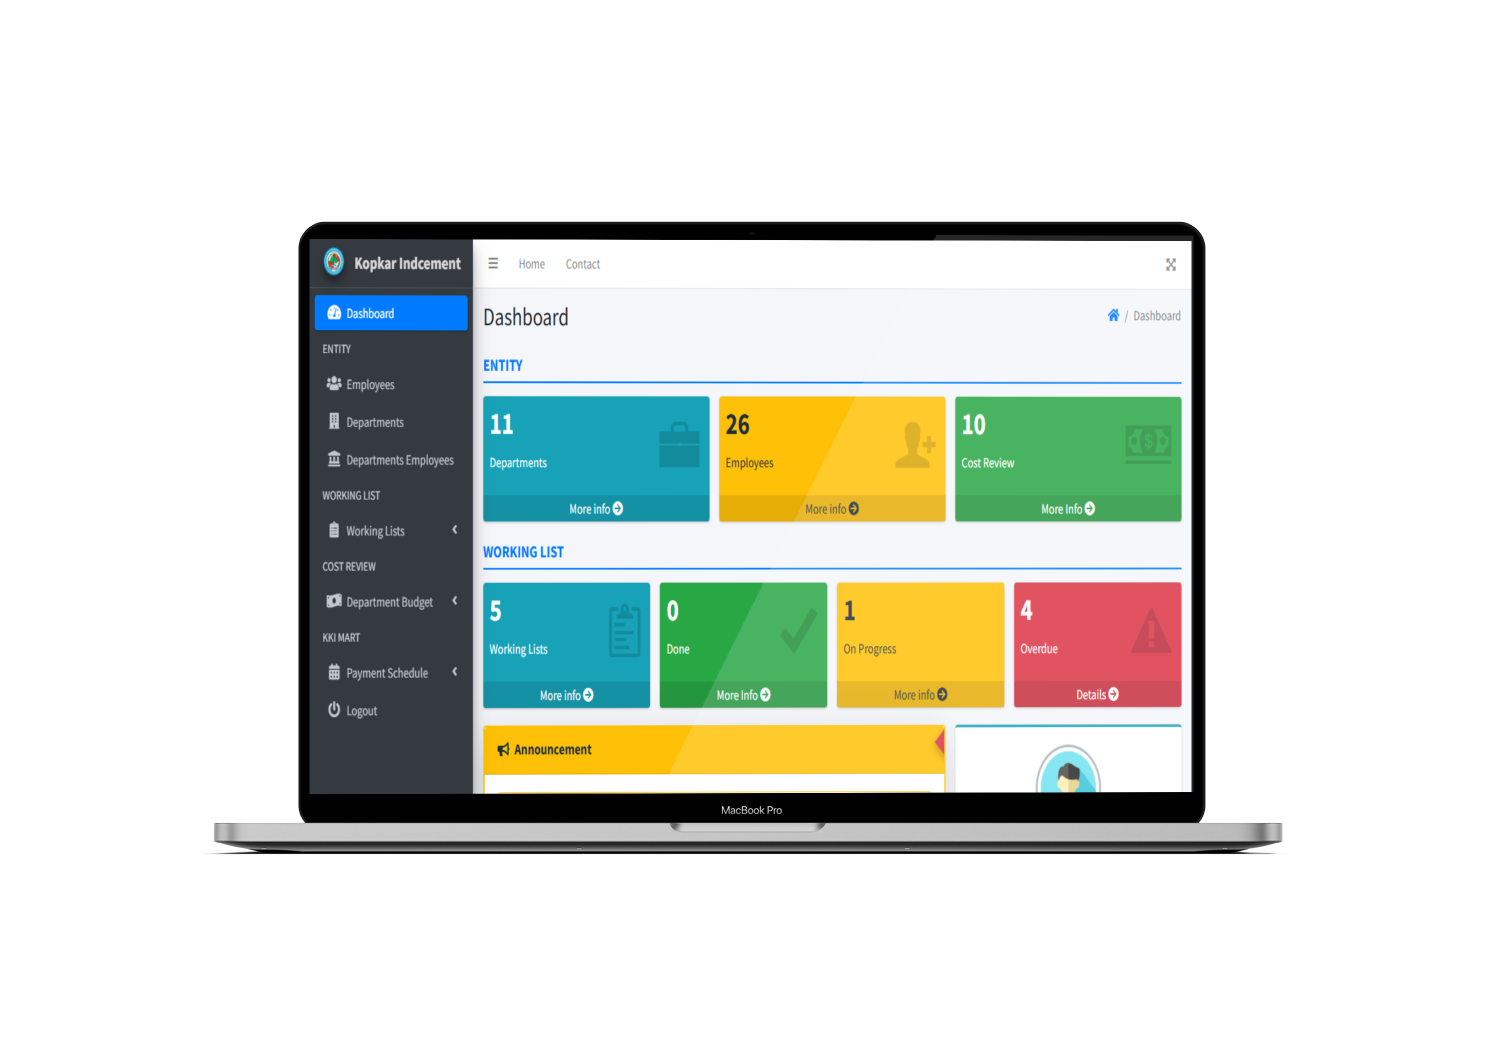 Kopkar Indcement
Home
Contact
Dashboard
Dashboard
/ Dashboard
ENTITY
Employees
Departments
Departments Employees
WORKING LIST
Working Lists
COST REVIEW
Department Budget
KKI MART
Payment Schedule
Logout
ENTITY
11
Departments
More info
26
Employees
More info
10
Cost Review
More Info
WORKING LIST
5
Working Lists
More info
0
Done
More Info
1
On Progress
More info
4
Overdue
Details
Announcement
MacBook Pro